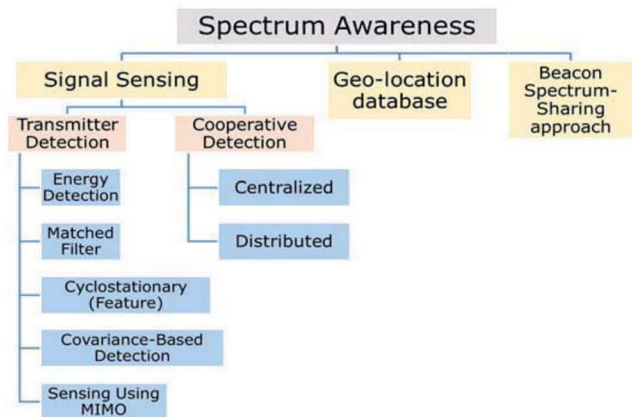 Spectrum Awareness
Signal Sensing
Geo-location
database
Beacon
Spectrum-
Sharing
approach
Transmitter
Detection
Cooperative
Detection
Energy
Detection
Matched
Filter
Cyclostationary
(Feature)
Covariance-Based
Detection
Sensing Using
MIMO
Centralized
Distributed